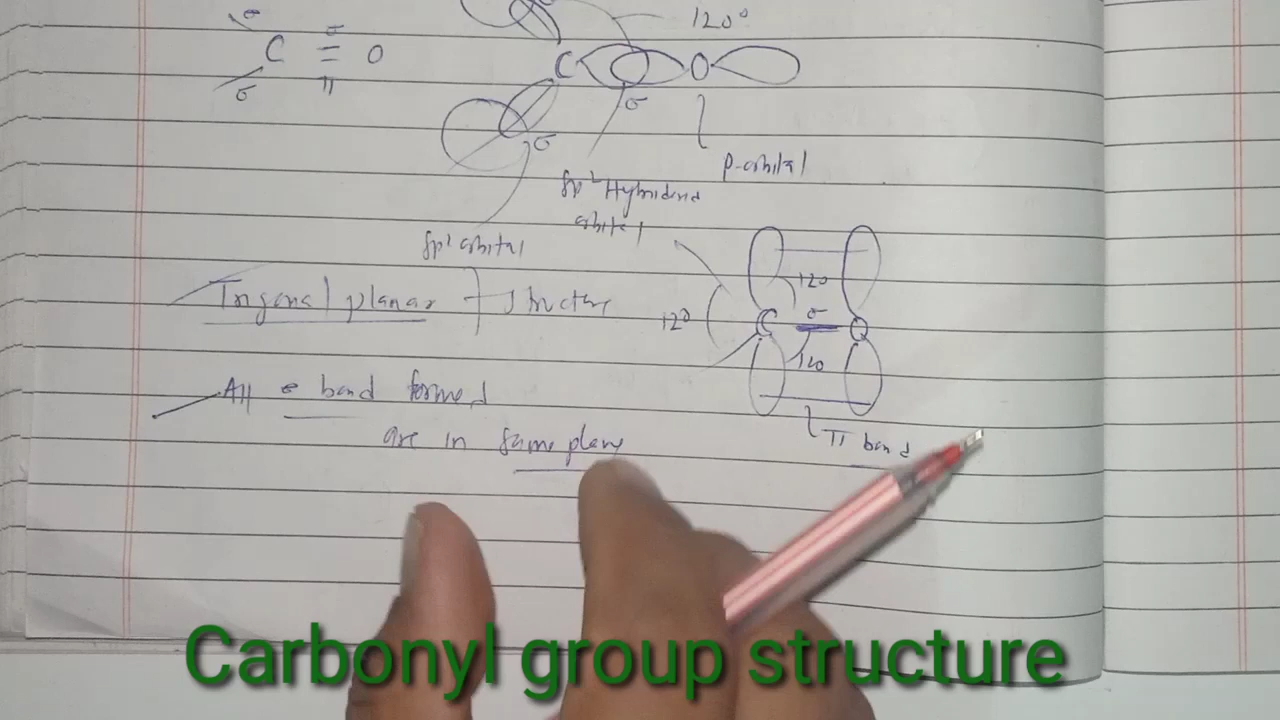 σ
120°
C = O
σ
π
σ
C O
σ
σ
p-orbital
sp² Hybridised
orbital
sp² orbital
Trigonal planar structure
120
120
C σ O
120
All σ bond formed
are in same plane
π bond
Carbonyl group structure